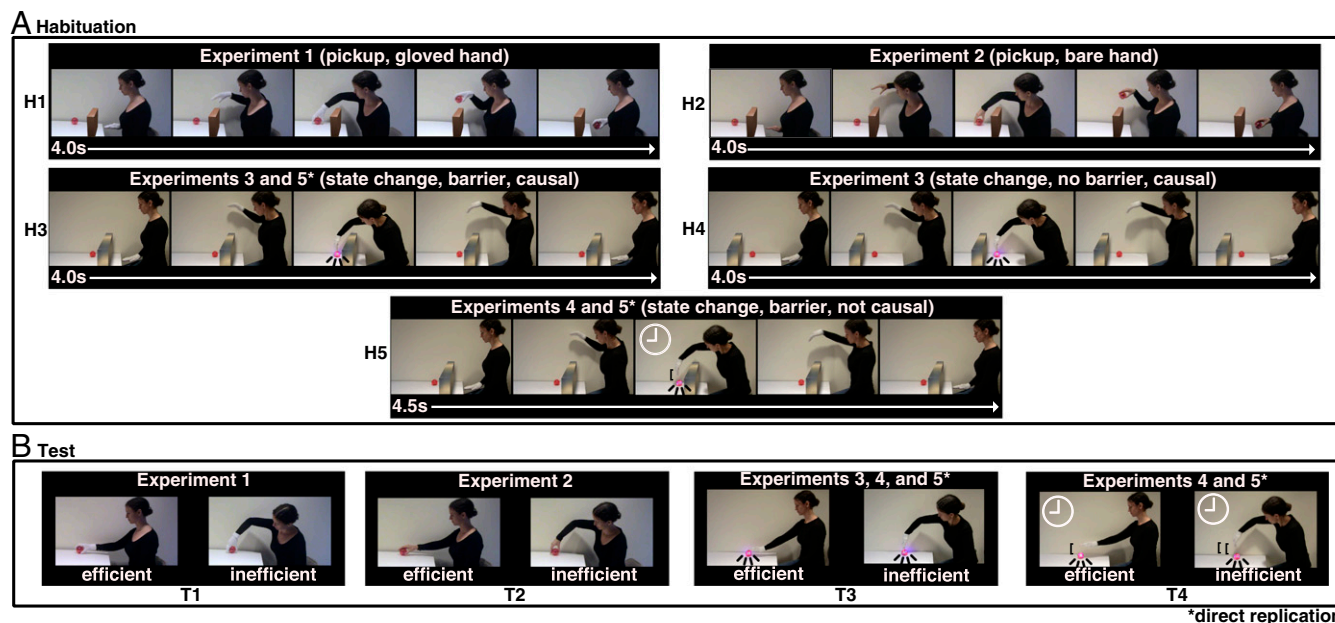 A Habituation
Experiment 1 (pickup, gloved hand)
H1
4.0s
Experiment 2 (pickup, bare hand)
H2
4.0s
Experiments 3 and 5* (state change, barrier, causal)
H3
4.0s
Experiment 3 (state change, no barrier, causal)
H4
4.0s
Experiments 4 and 5* (state change, barrier, not causal)
H5
4.5s
B Test
Experiment 1
efficient
inefficient
T1
Experiment 2
efficient
inefficient
T2
Experiments 3, 4, and 5*
efficient
inefficient
T3
Experiments 4 and 5*
efficient
inefficient
T4
*direct replication